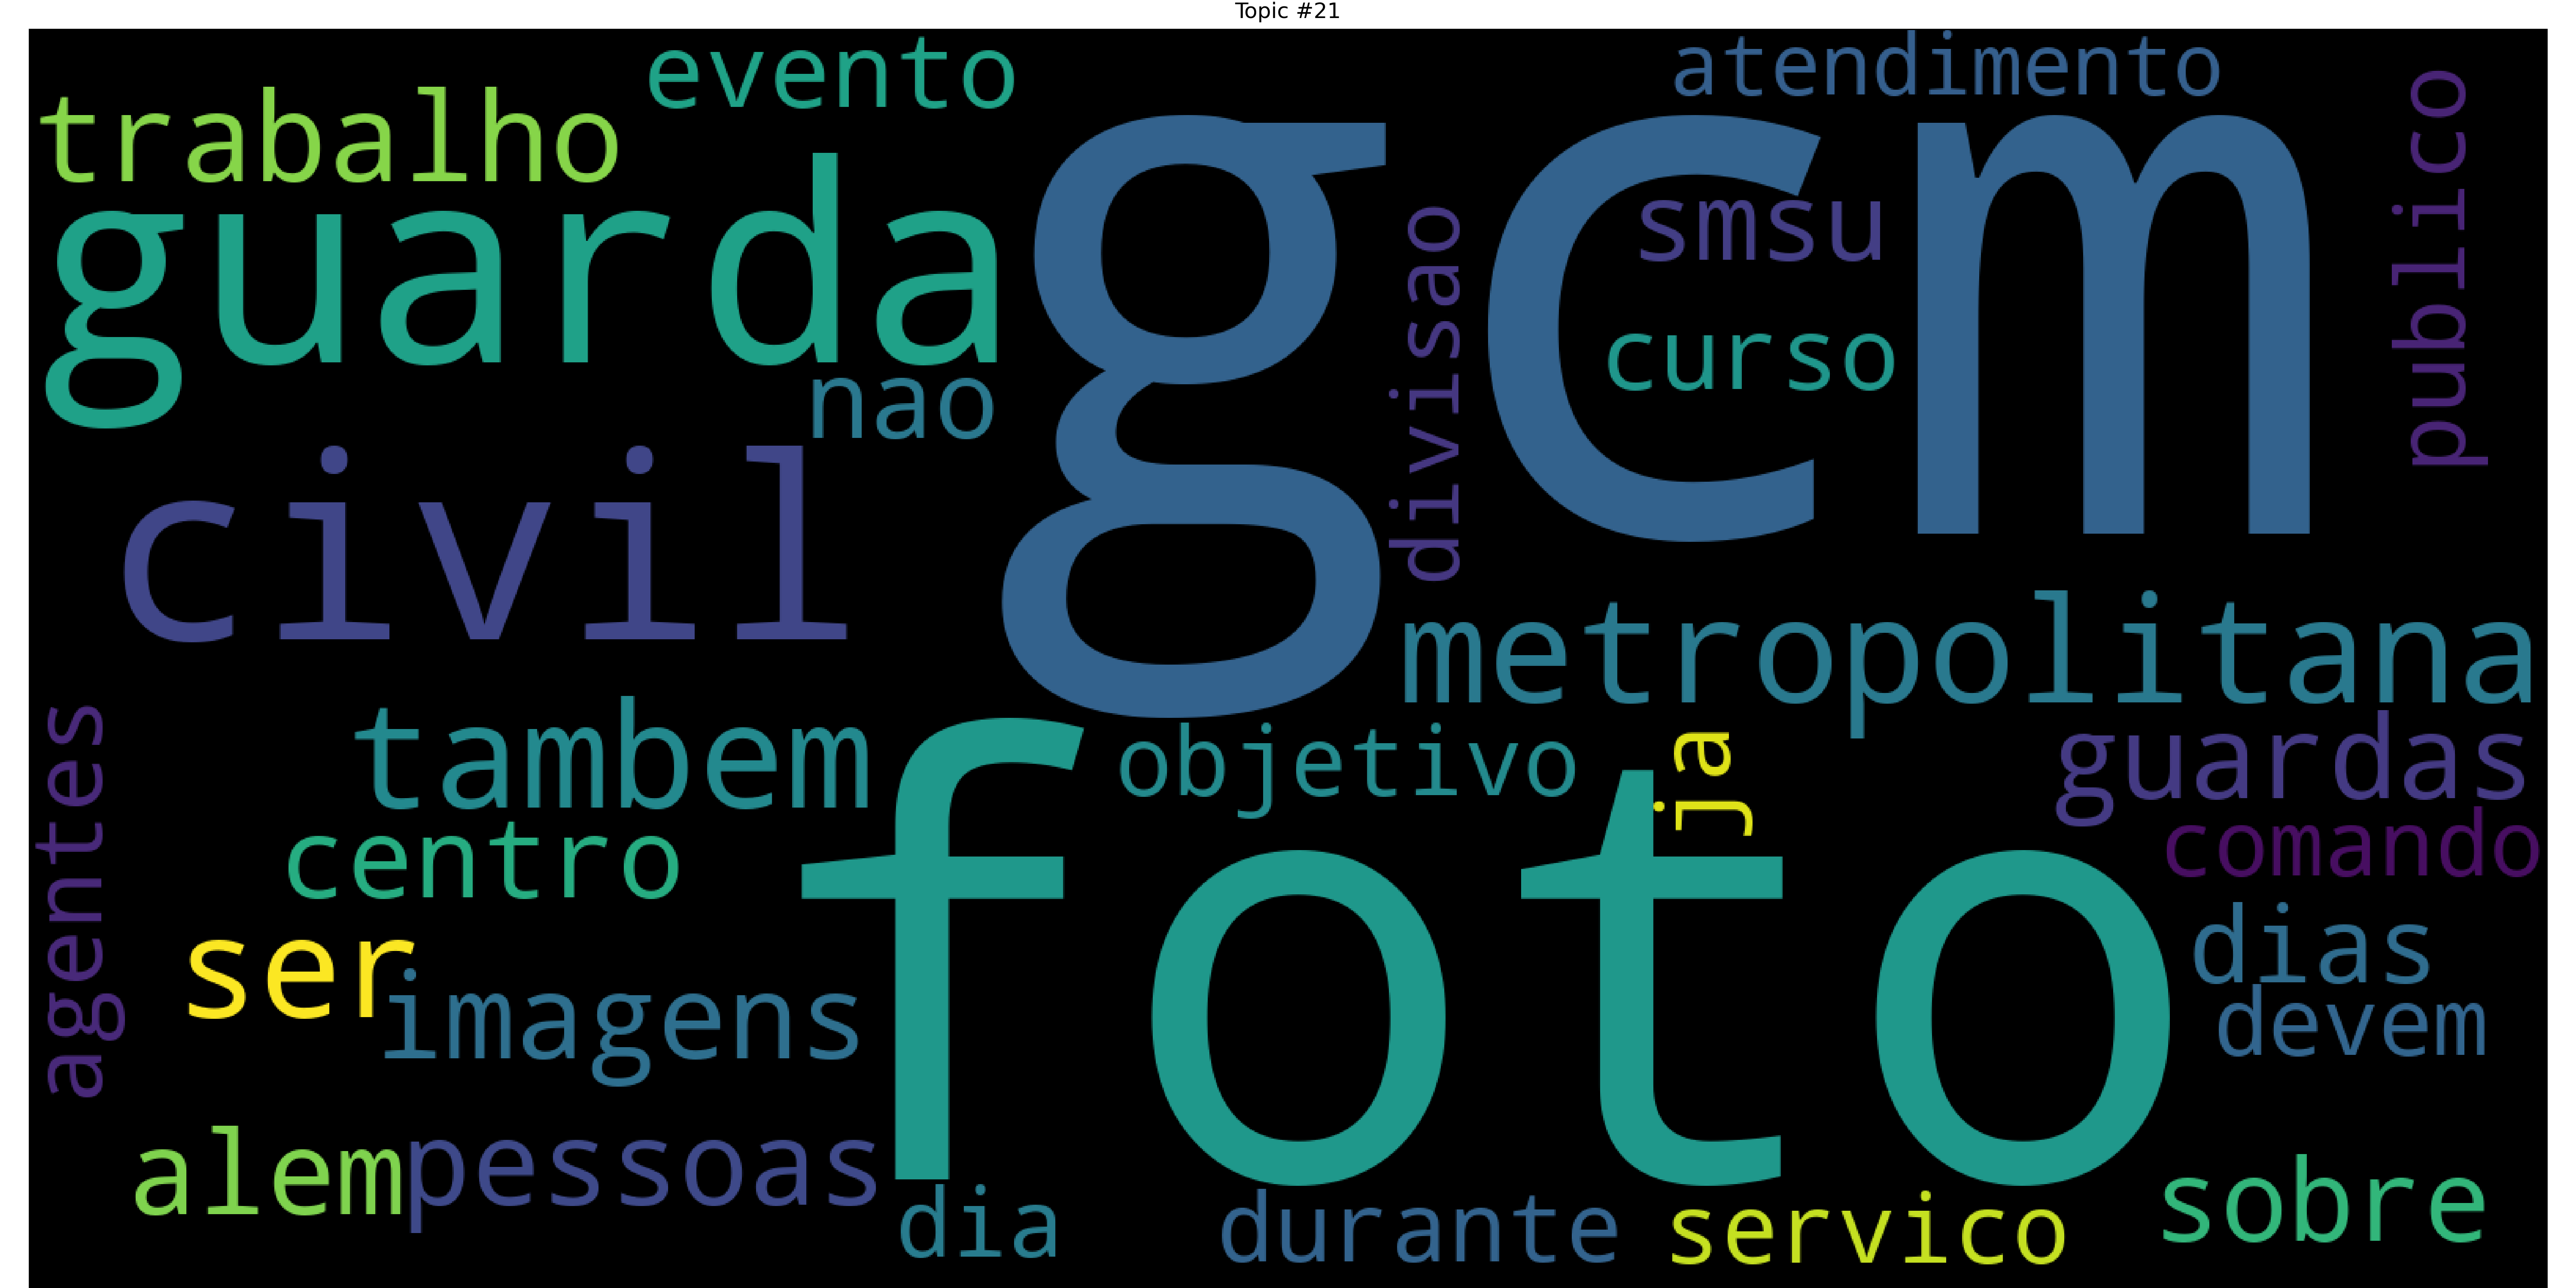 Topic #21
evento
atendimento
trabalho
publico
guarda
gcm
smsu
divisao
curso
nao
civil
metropolitana
tambem
objetivo
ja
guardas
agentes
centro
foto
comando
ser
dias
imagens
devem
alem
pessoas
sobre
dia
durante
servico